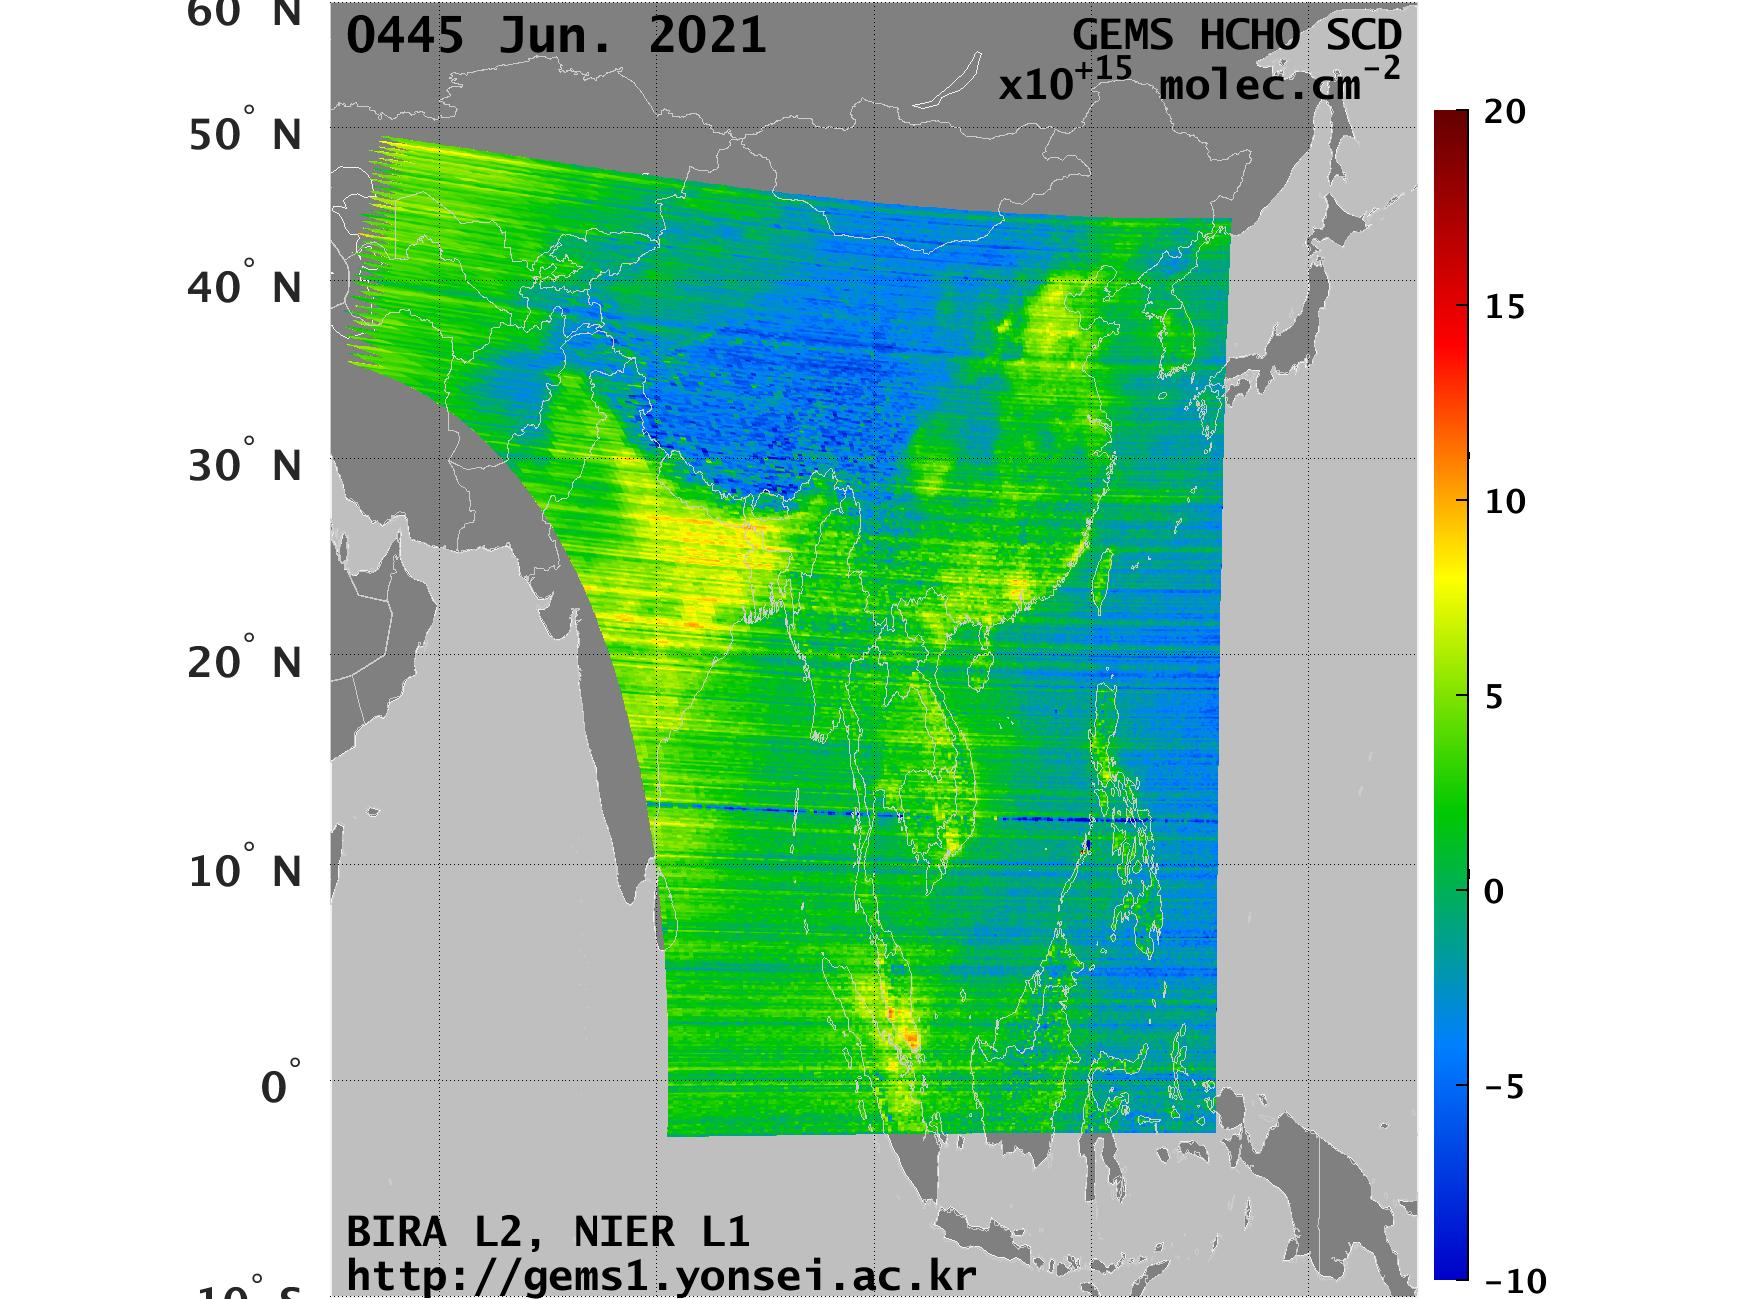 60 N
0445 Jun. 2021
GEMS HCHO SCD
x10+15 molec.cm-2
50° N
40° N
30° N
20° N
10° N
0°
10° S
20
15
10
5
0
-5
-10
BIRA L2, NIER L1
http://gems1.yonsei.ac.kr